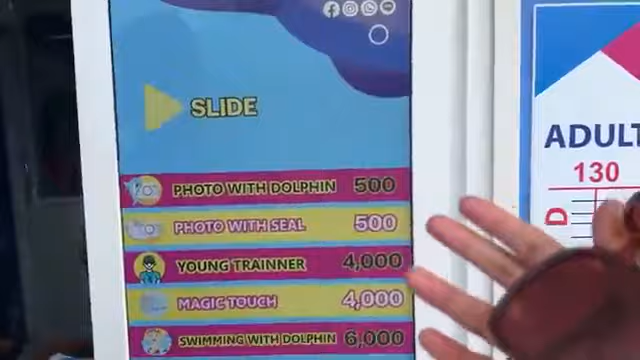 SLIDE
PHOTO WITH DOLPHIN 500
PHOTO WITH SEAL 500
YOUNG TRAINNER 4,000
MAGIC TOUCH 4,000
SWIMMING WITH DOLPHIN 6,000
ADULT
130
D